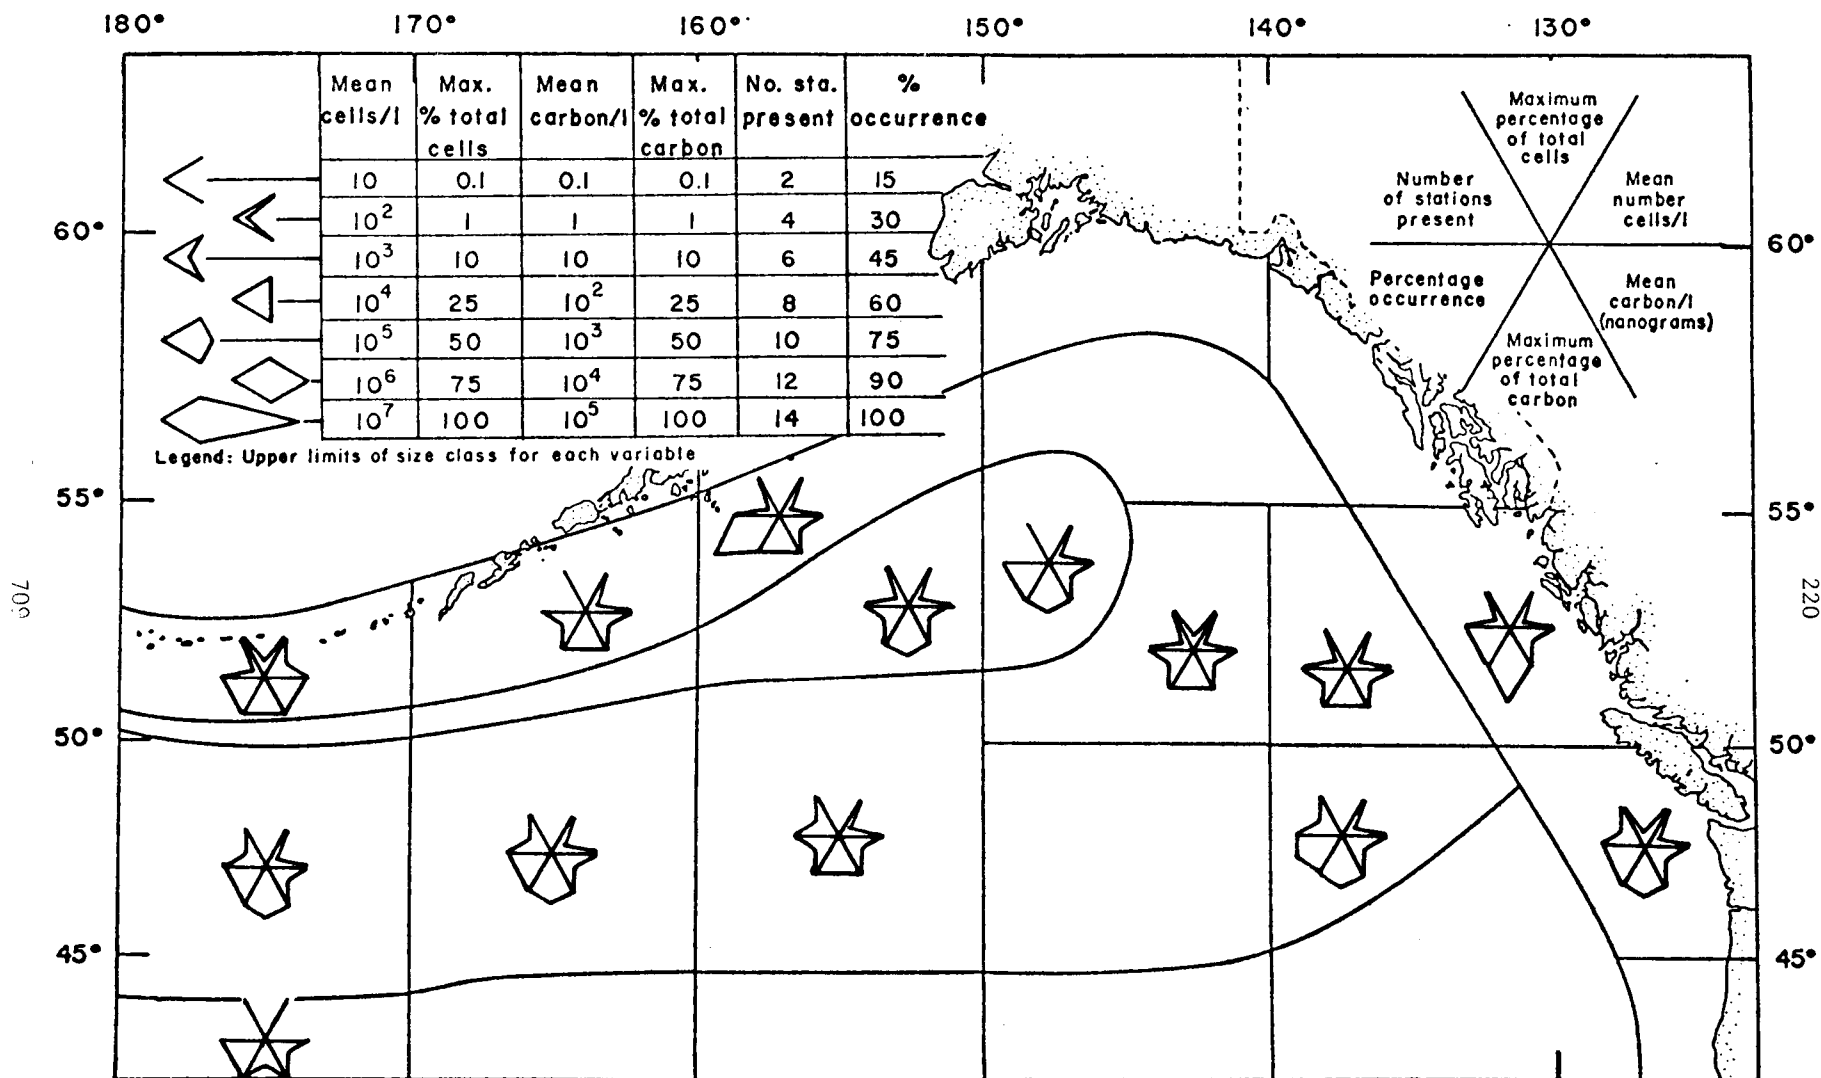 180° 170° 160° 150° 140° 130°
Mean Max. Mean Max. No. sta. %
cells/l % total carbon/l % total present occurrence
cells carbon
10 0.1 0.1 0.1 2 15
10² 1 1 1 4 30
10³ 10 10 10 6 45
10⁴ 25 10² 25 8 60
10⁵ 50 10³ 50 10 75
10⁶ 75 10⁴ 75 12 90
10⁷ 100 10⁵ 100 14 100
Legend: Upper limits of size class for each variable
Maximum
percentage
of total
cells
Number
of stations
present
Mean
number
cells/l
Percentage
occurrence
Mean
carbon/l
(nanograms)
Maximum
percentage
of total
carbon
60° 60°
55° 55°
50° 50°
45° 45°
220